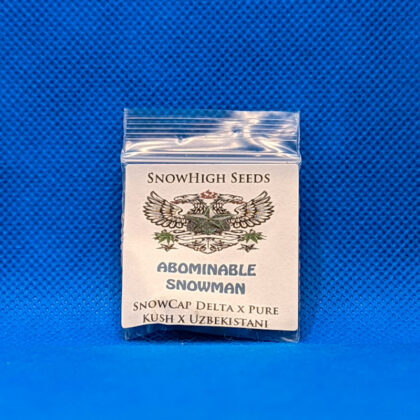 SnowHigh Seeds
ABOMINABLE
SNOWMAN
SnowCap Delta x Pure
Kush x Uzbekistani